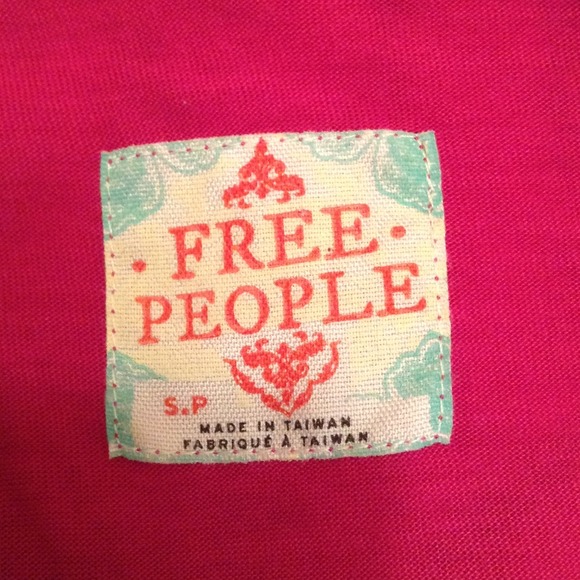 · FREE ·
PEOPLE
S.P
MADE IN TAIWAN
FABRIQUÉ À TAIWAN